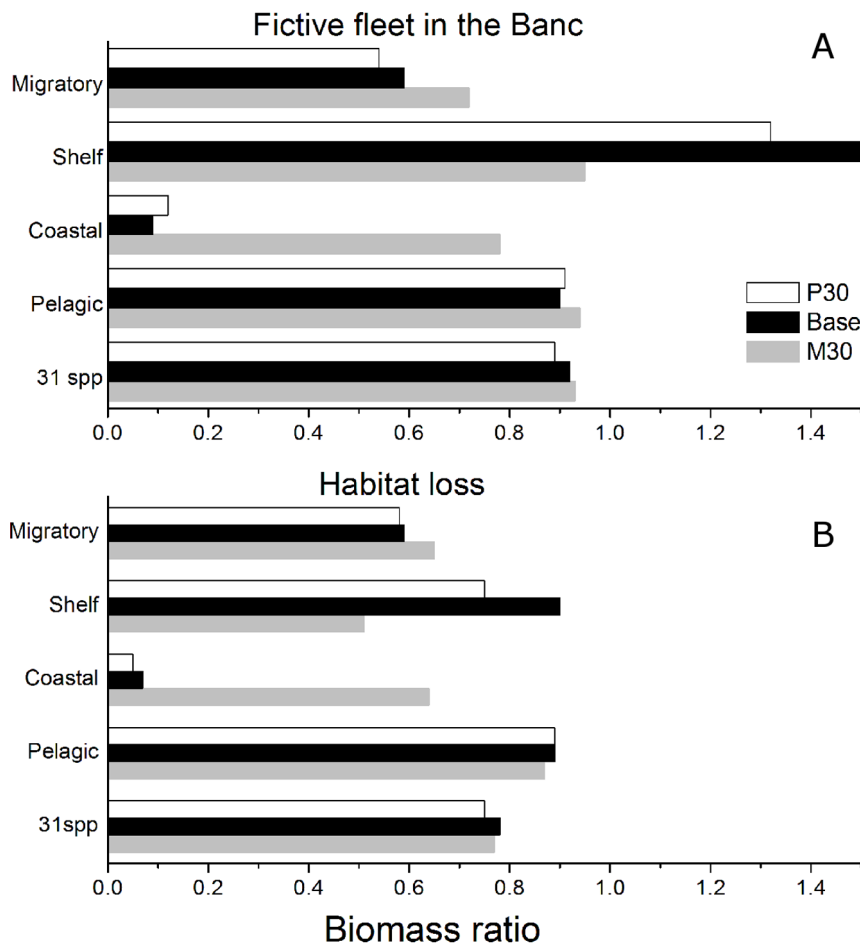 Fictive fleet in the Banc
A
Migratory
Shelf
Coastal
Pelagic
31 spp
P30
Base
M30
0.0 0.2 0.4 0.6 0.8 1.0 1.2 1.4
Habitat loss
B
Migratory
Shelf
Coastal
Pelagic
31spp
0.0 0.2 0.4 0.6 0.8 1.0 1.2 1.4
Biomass ratio